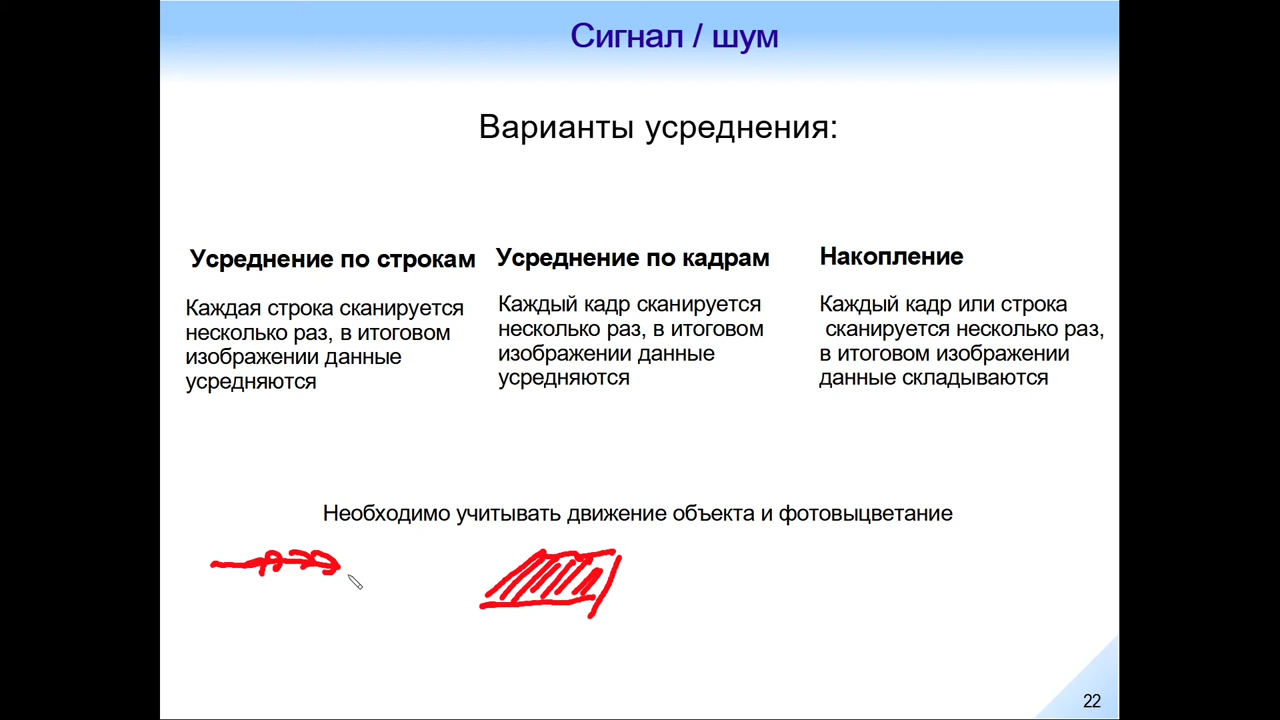 Сигнал / шум
Варианты усреднения:
Усреднение по строкам
Каждая строка сканируется
несколько раз, в итоговом
изображении данные
усредняются
Усреднение по кадрам
Каждый кадр сканируется
несколько раз, в итоговом
изображении данные
усредняются
Накопление
Каждый кадр или строка
сканируется несколько раз,
в итоговом изображении
данные складываются
Необходимо учитывать движение объекта и фотовыцветание
22